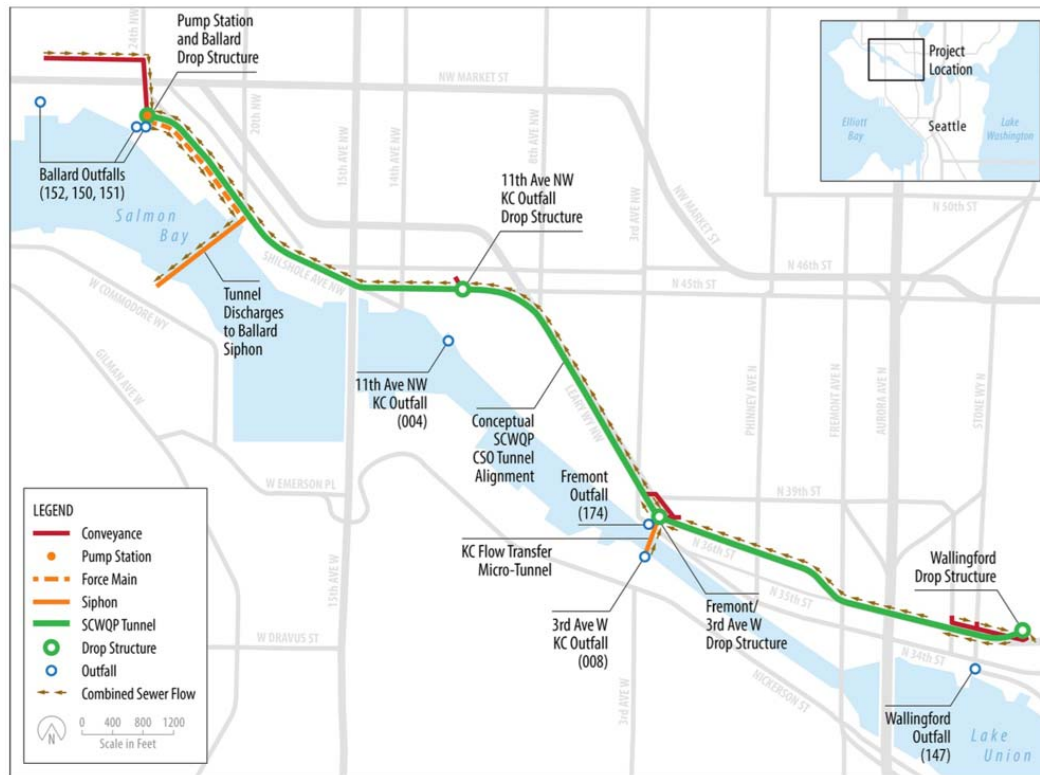 24th NW
Pump Station
and Ballard
Drop Structure
NW MARKET ST
20th NW
15th AVE NW
14th AVE NW
8th AVE NW
3rd AVE NW
NW MARKET ST
Project
Location
Elliott
Bay
Seattle
Lake
Washington
Ballard Outfalls
(152, 150, 151)
Salmon
Bay
11th Ave NW
KC Outfall
Drop Structure
N 50th ST
N 46th ST
N 45th ST
SHILSHOLE AVE NW
W COMMODORE WY
GILMAN AVE W
Tunnel
Discharges
to Ballard
Siphon
11th Ave NW
KC Outfall
(004)
Conceptual
SCWQP
CSO Tunnel
Alignment
LEARY WY NW
PHINNEY AVE N
FREMONT AVE N
AURORA AVE N
STONE WY N
W EMERSON PL
15th AVE W
W DRAVUS ST
Fremont
Outfall
(174)
N 39th ST
KC Flow Transfer
Micro-Tunnel
N 36th ST
N 35th ST
N 34th ST
Wallingford
Drop Structure
3rd Ave W
KC Outfall
(008)
Fremont/
3rd Ave W
Drop Structure
3rd AVE W
NICKERSON ST
Wallingford
Outfall
(147)
Lake
Union
LEGEND
Conveyance
Pump Station
Force Main
Siphon
SCWQP Tunnel
Drop Structure
Outfall
Combined Sewer Flow
N
0 400 800 1200
Scale in Feet